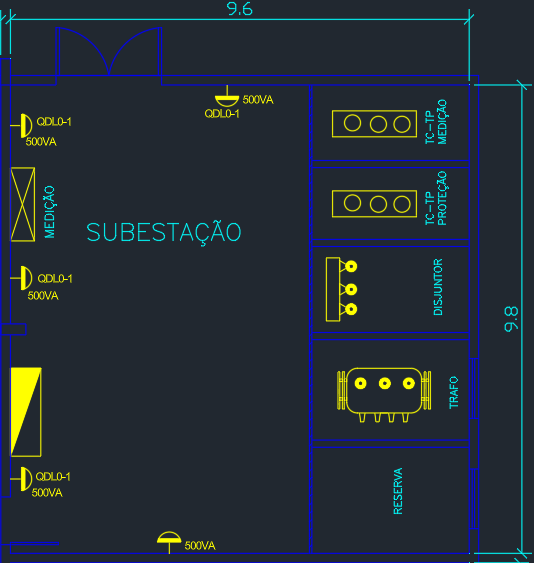 9.6
500VA
QDL0-1
QDL0-1
500VA
TC-TP
MEDIÇÃO
MEDIÇÃO
TC-TP
PROTEÇÃO
SUBESTAÇÃO
QDL0-1
500VA
DISJUNTOR
9.8
TRAFO
QDL0-1
500VA
RESERVA
500VA